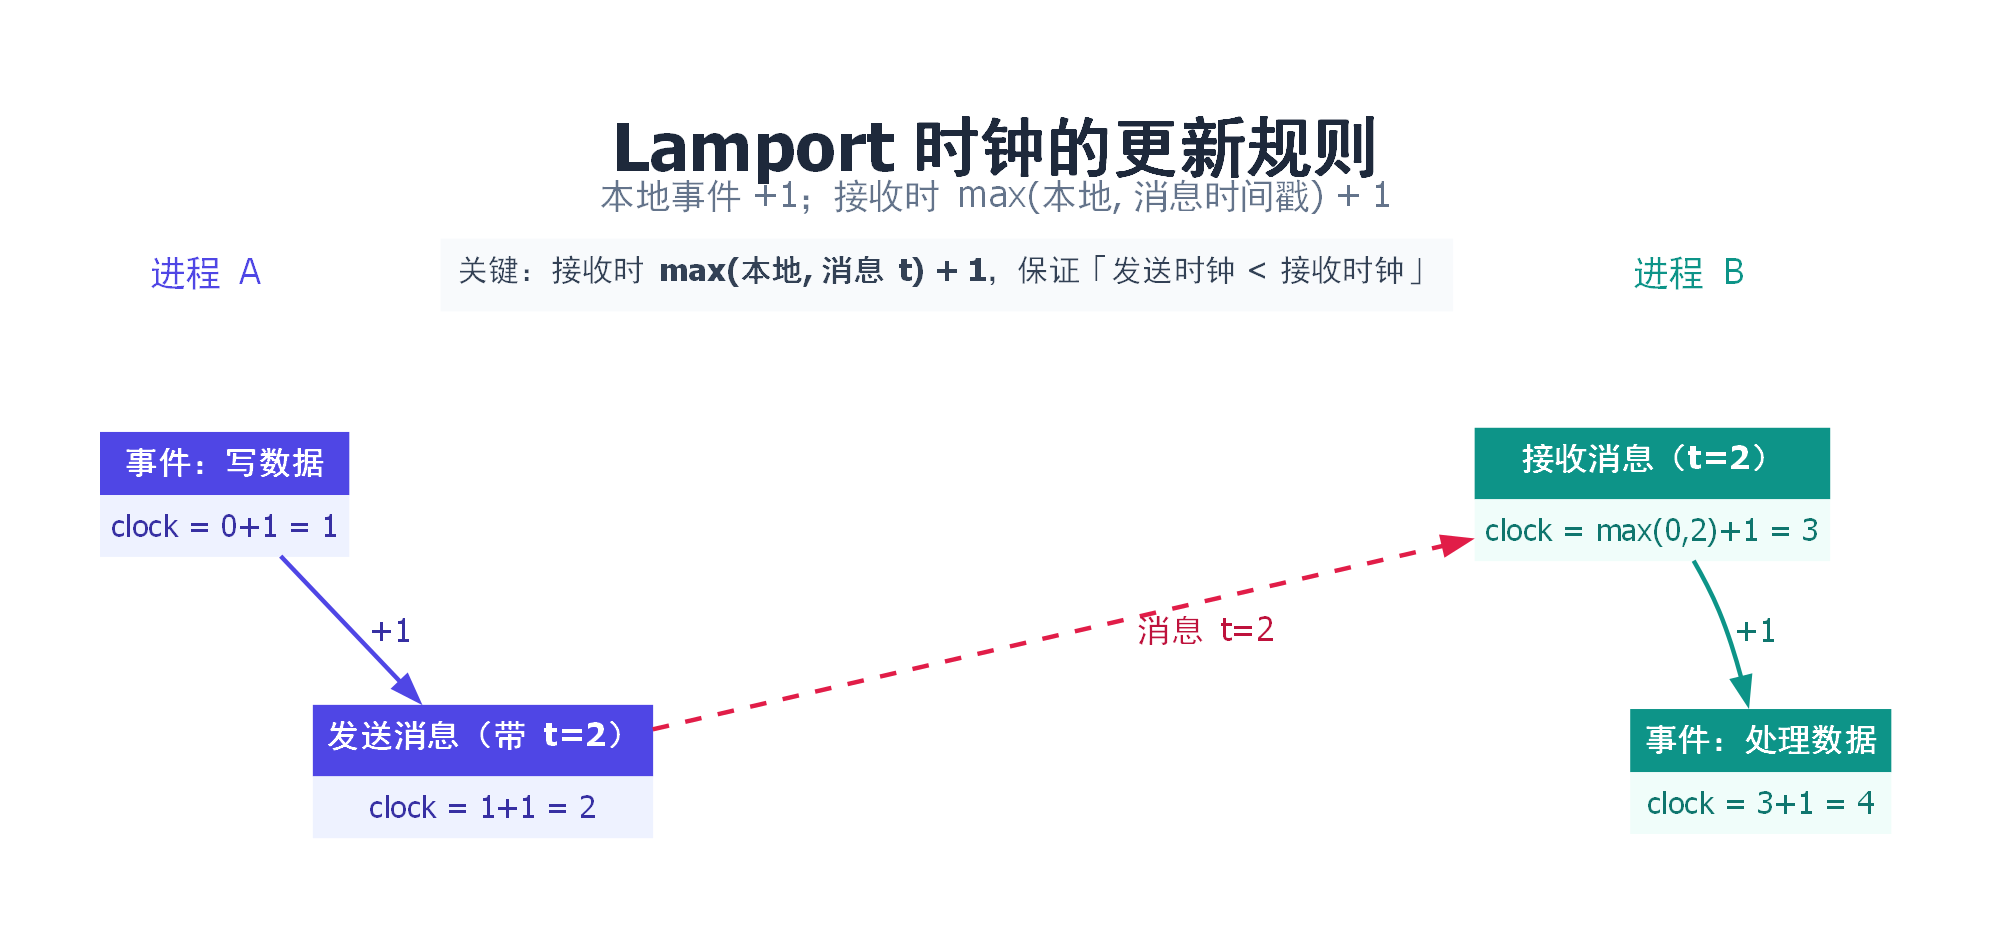 Lamport 时钟的更新规则
本地事件 +1；接收时 max(本地, 消息时间戳) + 1
进程 A
关键：接收时 max(本地, 消息 t) + 1，保证「发送时钟 < 接收时钟」
进程 B
事件：写数据
clock = 0+1 = 1
接收消息（t=2）
clock = max(0,2)+1 = 3
+1
消息 t=2
+1
发送消息（带 t=2）
clock = 1+1 = 2
事件：处理数据
clock = 3+1 = 4